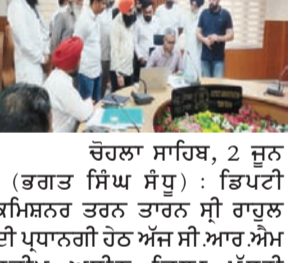 ਚੋਹਲਾ ਸਾਹਿਬ, 2 ਜੂਨ
(ਭਗਤ ਸਿੰਘ ਸੰਧੂ) : ਡਿਪਟੀ
ਕਮਿਸ਼ਨਰ ਤਰਨ ਤਾਰਨ ਸ੍ਰੀ ਰਾਹੁਲ
ਦੀ ਪ੍ਰਧਾਨਗੀ ਹੇਠ ਅੱਜ ਸੀ.ਆਰ.ਐਮ